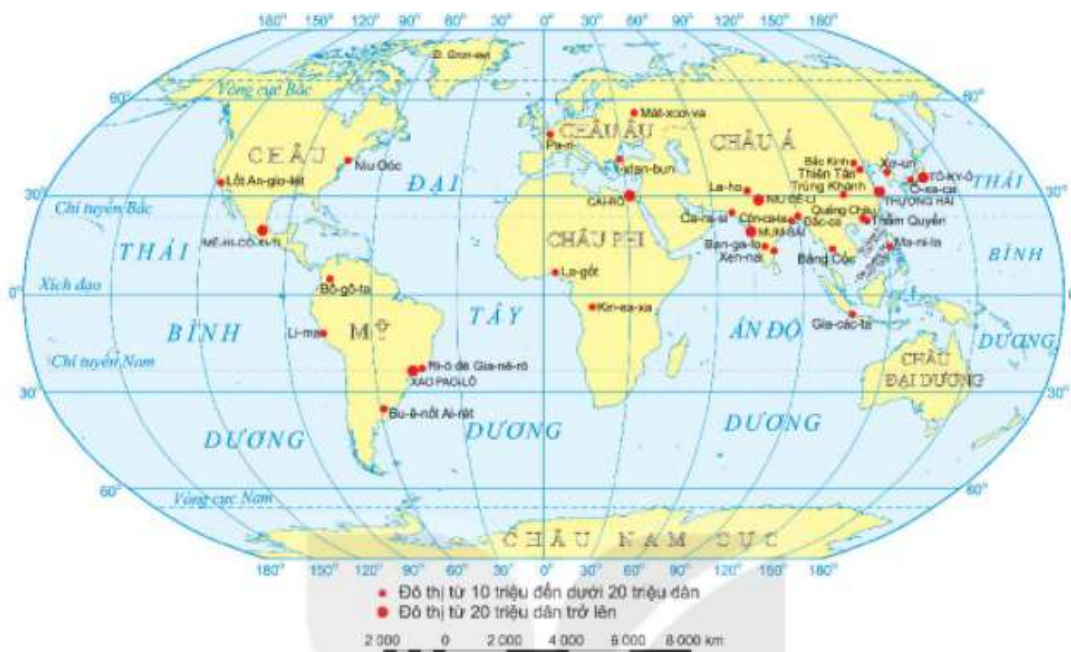 180° 150° 120° 90° 60° 30° 0° 30° 60° 90° 120° 150° 180°
Đ. Grơn-len
Vòng cực Bắc
60°
60°
Mát-xcơ-va
CHÂU ÂU
CHÂU Á
Pa-ri
CHÂU
Niu Oóc
I-xtan-bun
Bắc Kinh
Xơ-un
Thiên Tân
TÔ-KY-Ô
THÁI
Lốt An-giơ-lét
ĐẠI
La-ho
Trùng Khánh
Ô-xa-ca
30°
30°
CAI-RÔ
NIU ĐÊ-LI
THƯỢNG HẢI
Chí tuyến Bắc
Ca-ra-si
Côn-ca-ta
Đắc-ca
Quảng Châu
Thẩm Quyến
THÁI
MÊ-HI-CÔ XI-TI
CHÂU PHI
MUM-BAI
Ban-ga-lo
Xen-nai
Băng Cốc
Ma-ni-la
BÌNH
Xích đạo
La-gốt
0°
0°
Bô-gô-ta
Kin-sa-xa
BÌNH
Li-ma
MỸ
TÂY
ẤN ĐỘ
Gia-các-ta
DƯƠNG
Chí tuyến Nam
Ri-ô đê Gia-nê-rô
XAO PAO-LÔ
CHÂU
ĐẠI DƯƠNG
30°
30°
Bu-ê-nốt Ai-rét
DƯƠNG
DƯƠNG
DƯƠNG
60°
60°
Vòng cực Nam
CHÂU NAM CỰC
180° 150° 120° 90° 60° 30° 0° 30° 60° 90° 120° 150° 180°
Đô thị từ 10 triệu đến dưới 20 triệu dân
Đô thị từ 20 triệu dân trở lên
2 000 0 2 000 4 000 6 000 8 000 km